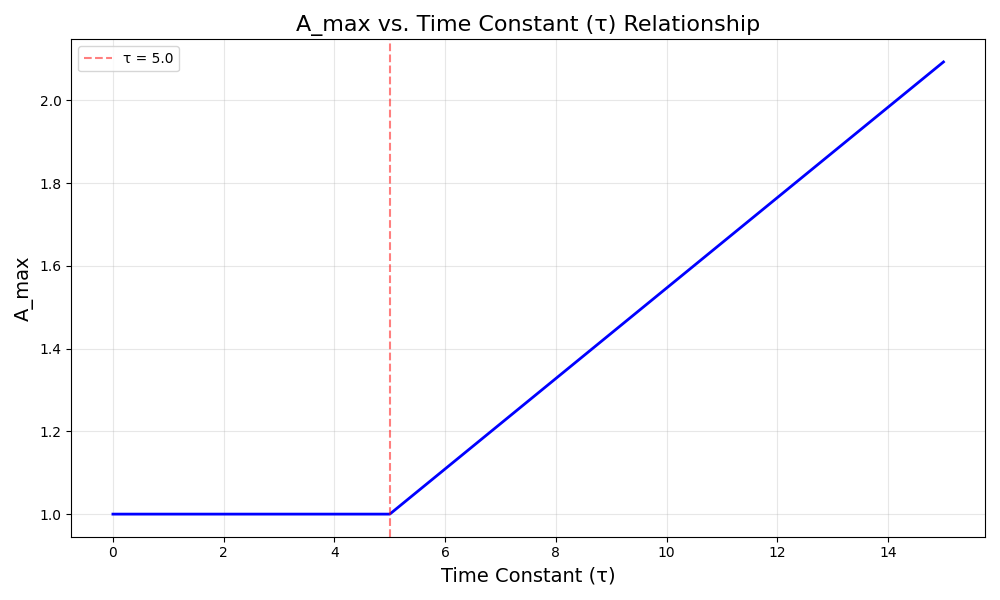 A_max vs. Time Constant (τ) Relationship
τ = 5.0
A_max
2.0
1.8
1.6
1.4
1.2
1.0
0 2 4 6 8 10 12 14
Time Constant (τ)